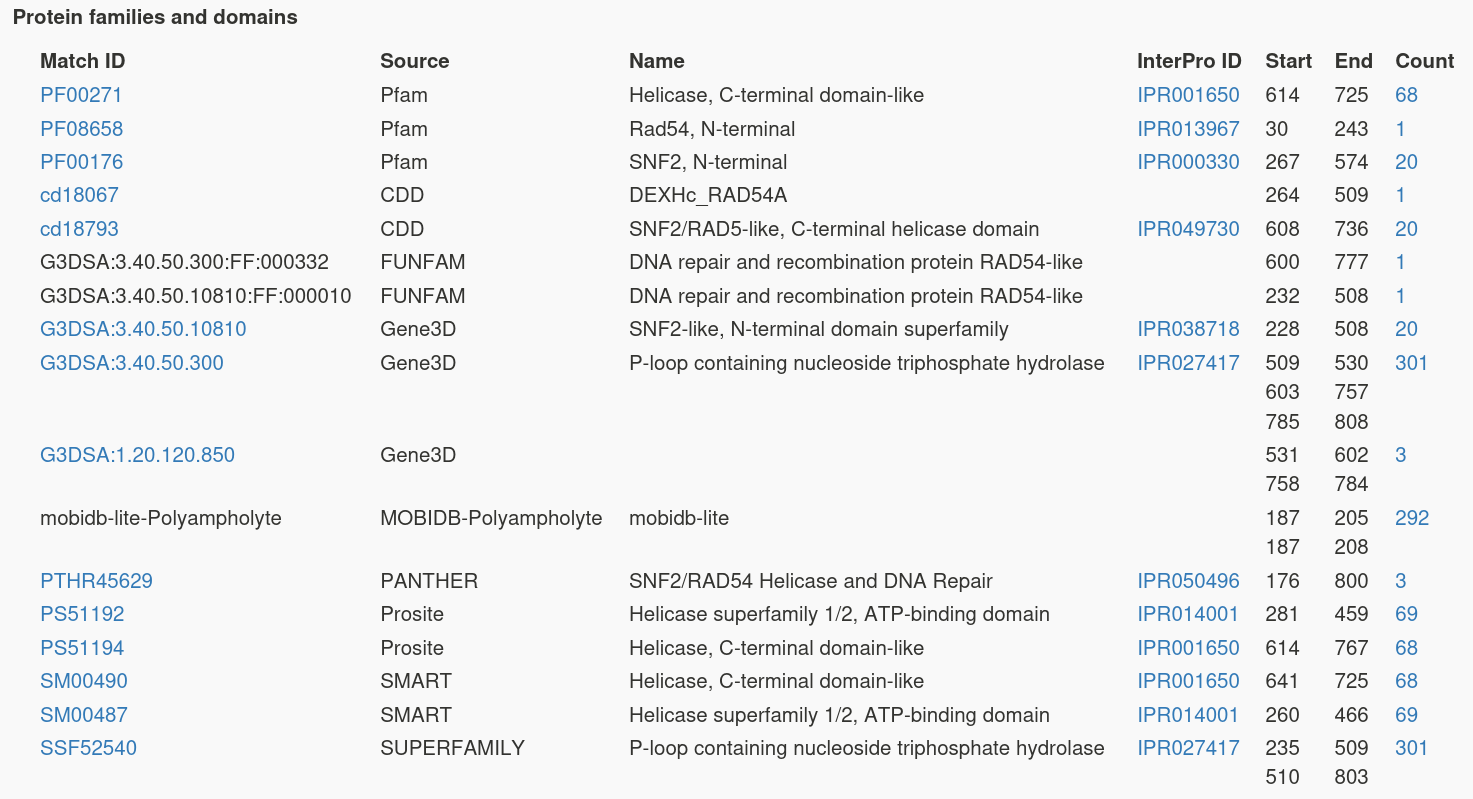 Protein families and domains
Match ID Source Name InterPro ID Start End Count
PF00271 Pfam Helicase, C-terminal domain-like IPR001650 614 725 68
PF08658 Pfam Rad54, N-terminal IPR013967 30 243 1
PF00176 Pfam SNF2, N-terminal IPR000330 267 574 20
cd18067 CDD DEXHc_RAD54A 264 509 1
cd18793 CDD SNF2/RAD5-like, C-terminal helicase domain IPR049730 608 736 20
G3DSA:3.40.50.300:FF:000332 FUNFAM DNA repair and recombination protein RAD54-like 600 777 1
G3DSA:3.40.50.10810:FF:000010 FUNFAM DNA repair and recombination protein RAD54-like 232 508 1
G3DSA:3.40.50.10810 Gene3D SNF2-like, N-terminal domain superfamily IPR038718 228 508 20
G3DSA:3.40.50.300 Gene3D P-loop containing nucleoside triphosphate hydrolase IPR027417 509 530 301
603 757
785 808
G3DSA:1.20.120.850 Gene3D 531 602 3
758 784
mobidb-lite-Polyampholyte MOBIDB-Polyampholyte mobidb-lite 187 205 292
187 208
PTHR45629 PANTHER SNF2/RAD54 Helicase and DNA Repair IPR050496 176 800 3
PS51192 Prosite Helicase superfamily 1/2, ATP-binding domain IPR014001 281 459 69
PS51194 Prosite Helicase, C-terminal domain-like IPR001650 614 767 68
SM00490 SMART Helicase, C-terminal domain-like IPR001650 641 725 68
SM00487 SMART Helicase superfamily 1/2, ATP-binding domain IPR014001 260 466 69
SSF52540 SUPERFAMILY P-loop containing nucleoside triphosphate hydrolase IPR027417 235 509 301
510 803